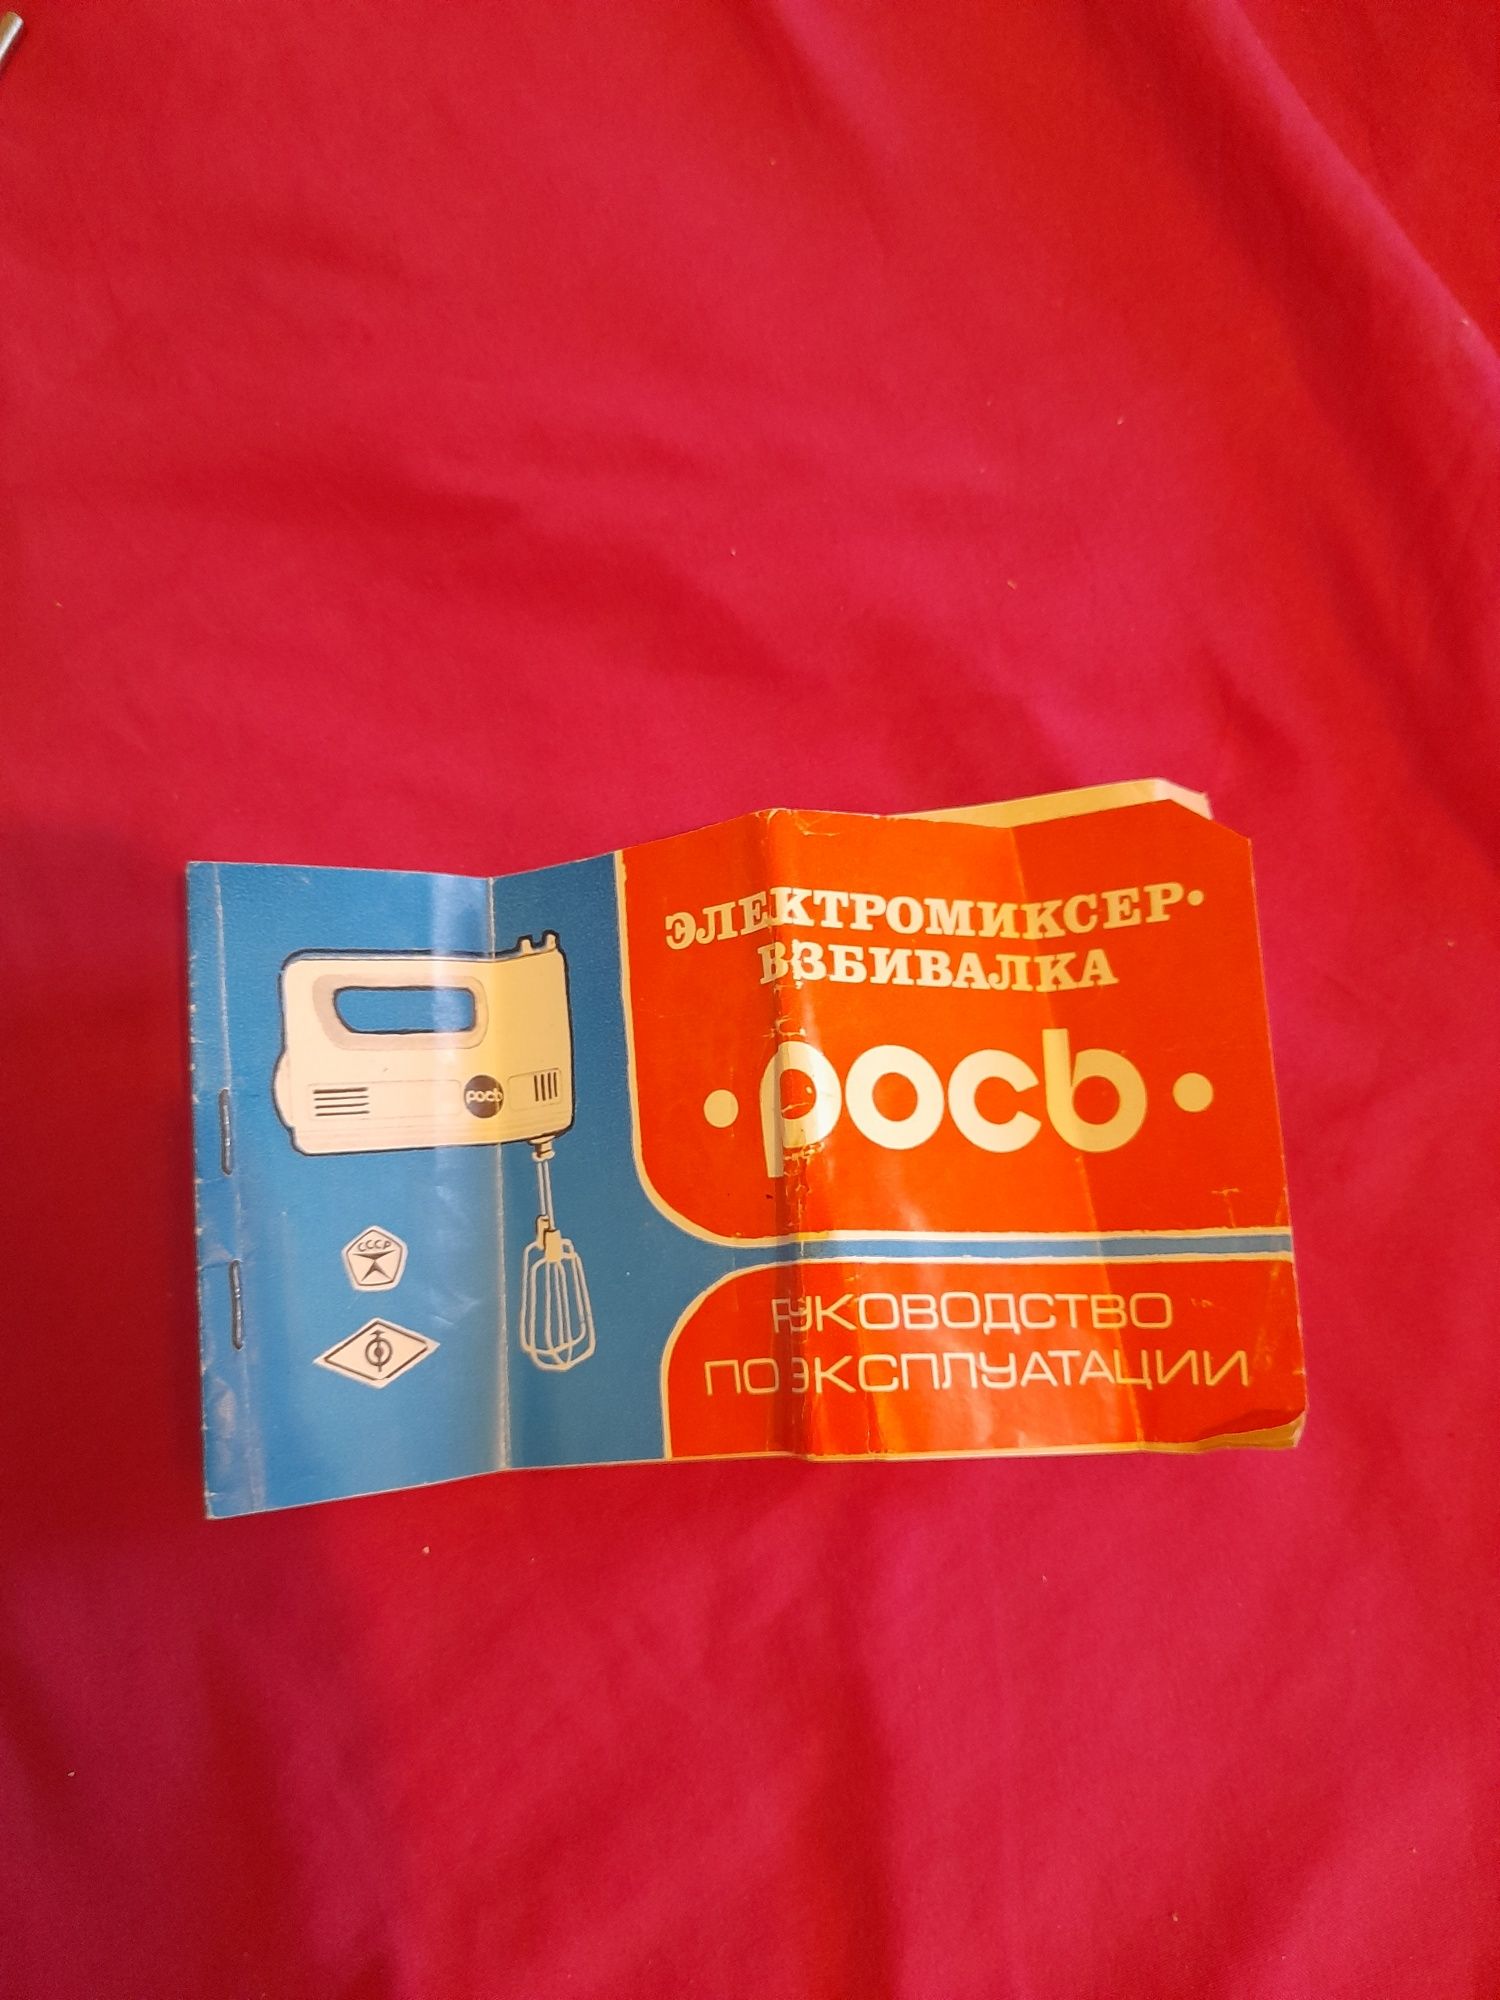 ЭЛЕКТРОМИКСЕР•
ВЗБИВАЛКА
• рось •
РУКОВОДСТВО
ПО ЭКСПЛУАТАЦИИ
рось
СССР